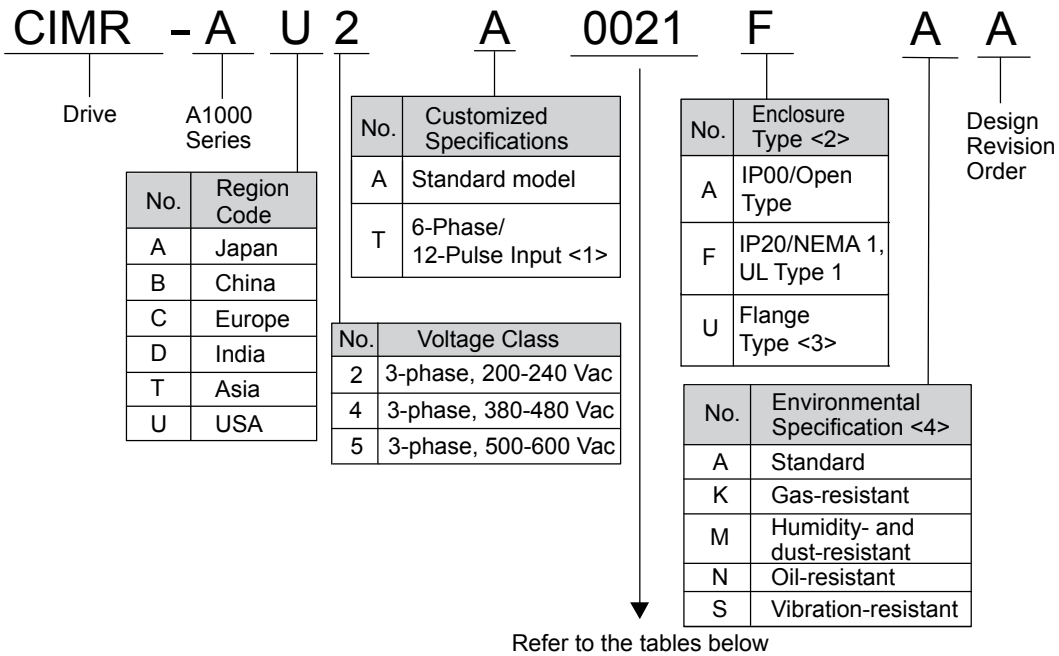 CIMR - A U 2 A 0021 F A A
Drive
A1000
Series
Design
Revision
Order
No. Region
Code
A Japan
B China
C Europe
D India
T Asia
U USA
No. Customized
Specifications
A Standard model
T 6-Phase/
12-Pulse Input <1>
No. Voltage Class
2 3-phase, 200-240 Vac
4 3-phase, 380-480 Vac
5 3-phase, 500-600 Vac
No. Enclosure
Type <2>
A IP00/Open
Type
F IP20/NEMA 1,
UL Type 1
U Flange
Type <3>
No. Environmental
Specification <4>
A Standard
K Gas-resistant
M Humidity- and
dust-resistant
N Oil-resistant
S Vibration-resistant
Refer to the tables below